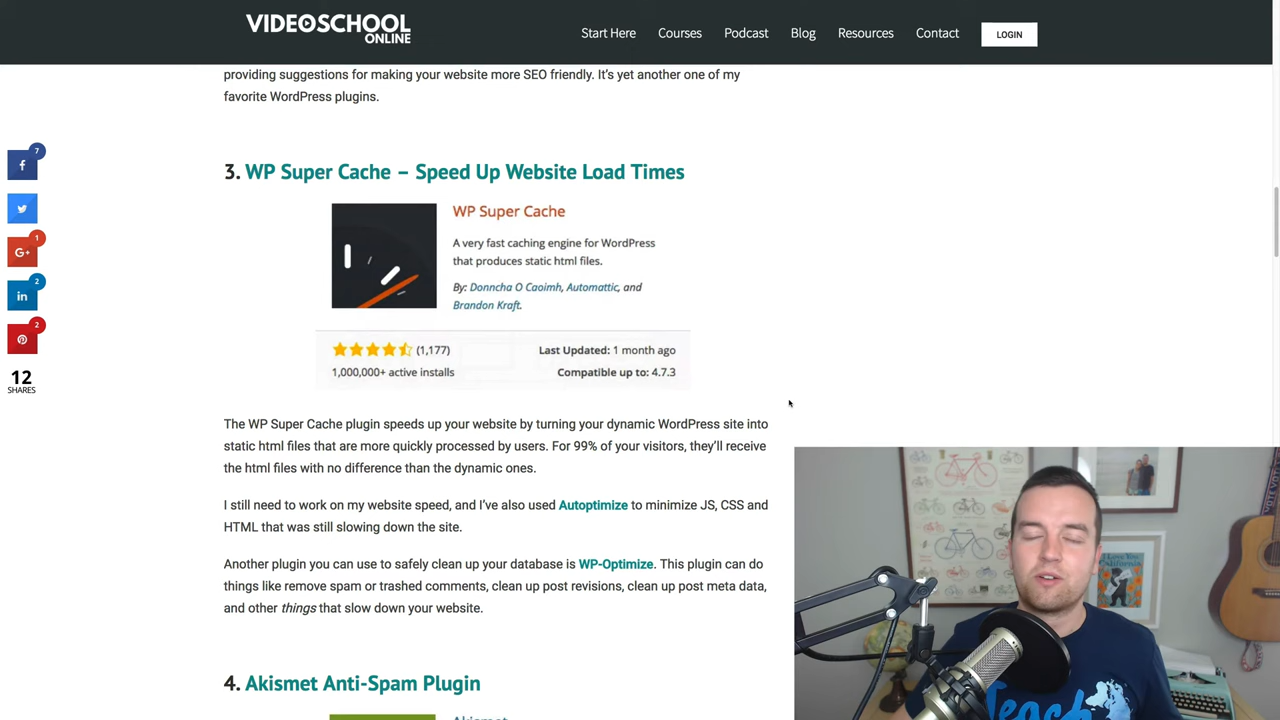 VIDEOSCHOOL
ONLINE
Start Here
Courses
Podcast
Blog
Resources
Contact
LOGIN
providing suggestions for making your website more SEO friendly. It's yet another one of my
favorite WordPress plugins.
7
f
1
G+
2
in
2
12
SHARES
3. WP Super Cache – Speed Up Website Load Times
WP Super Cache
A very fast caching engine for WordPress
that produces static html files.
By: Donncha O Caoimh, Automattic, and
Brandon Kraft.
(1,177)
Last Updated: 1 month ago
1,000,000+ active installs
Compatible up to: 4.7.3
The WP Super Cache plugin speeds up your website by turning your dynamic WordPress site into
static html files that are more quickly processed by users. For 99% of your visitors, they'll receive
the html files with no difference than the dynamic ones.
I still need to work on my website speed, and I've also used Autoptimize to minimize JS, CSS and
HTML that was still slowing down the site.
Another plugin you can use to safely clean up your database is WP-Optimize. This plugin can do
things like remove spam or trashed comments, clean up post revisions, clean up post meta data,
and other things that slow down your website.
4. Akismet Anti-Spam Plugin
Akismet
I LOVE YOU
CALIFORNIA
VOTE
Teach